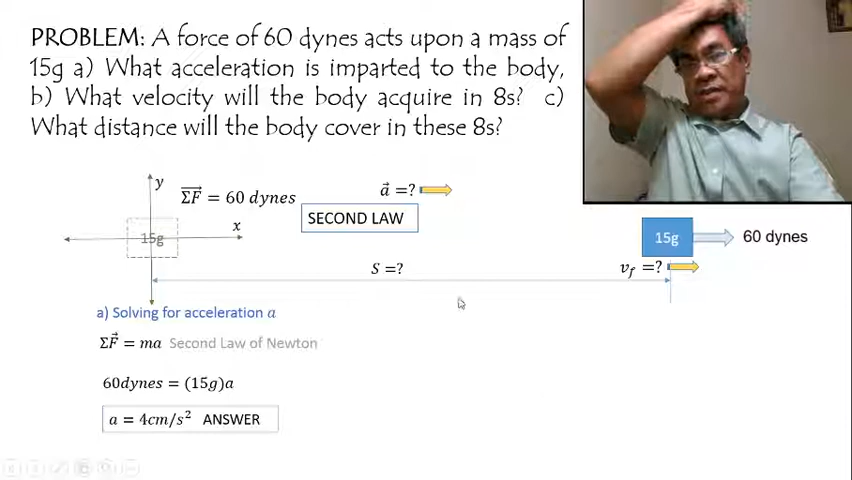 PROBLEM: A force of 60 dynes acts upon a mass of
15g a) What acceleration is imparted to the body,
b) What velocity will the body acquire in 8s? c)
What distance will the body cover in these 8s?
y
ΣF⃗ = 60 dynes
a⃗ =?
SECOND LAW
x
15g
15g
60 dynes
S =?
v_f =?
a) Solving for acceleration a
ΣF⃗ = ma Second Law of Newton
60dynes = (15g)a
a = 4cm/s² ANSWER